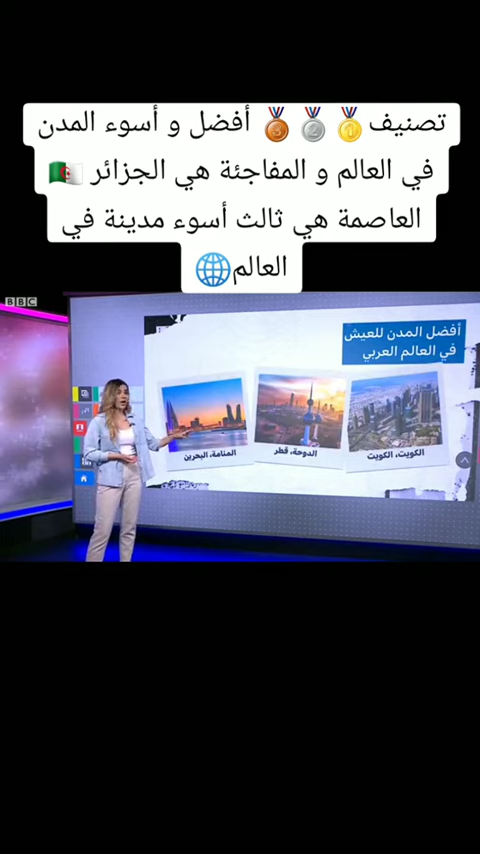 تصنيف🥇🥈🥉 أفضل و أسوء المدن
في العالم و المفاجئة هي الجزائر 🇩🇿
العاصمة هي ثالث أسوء مدينة في
العالم🌐
BBC
أفضل المدن للعيش
في العالم العربي
المنامة، البحرين
الدوحة، قطر
الكويت، الكويت